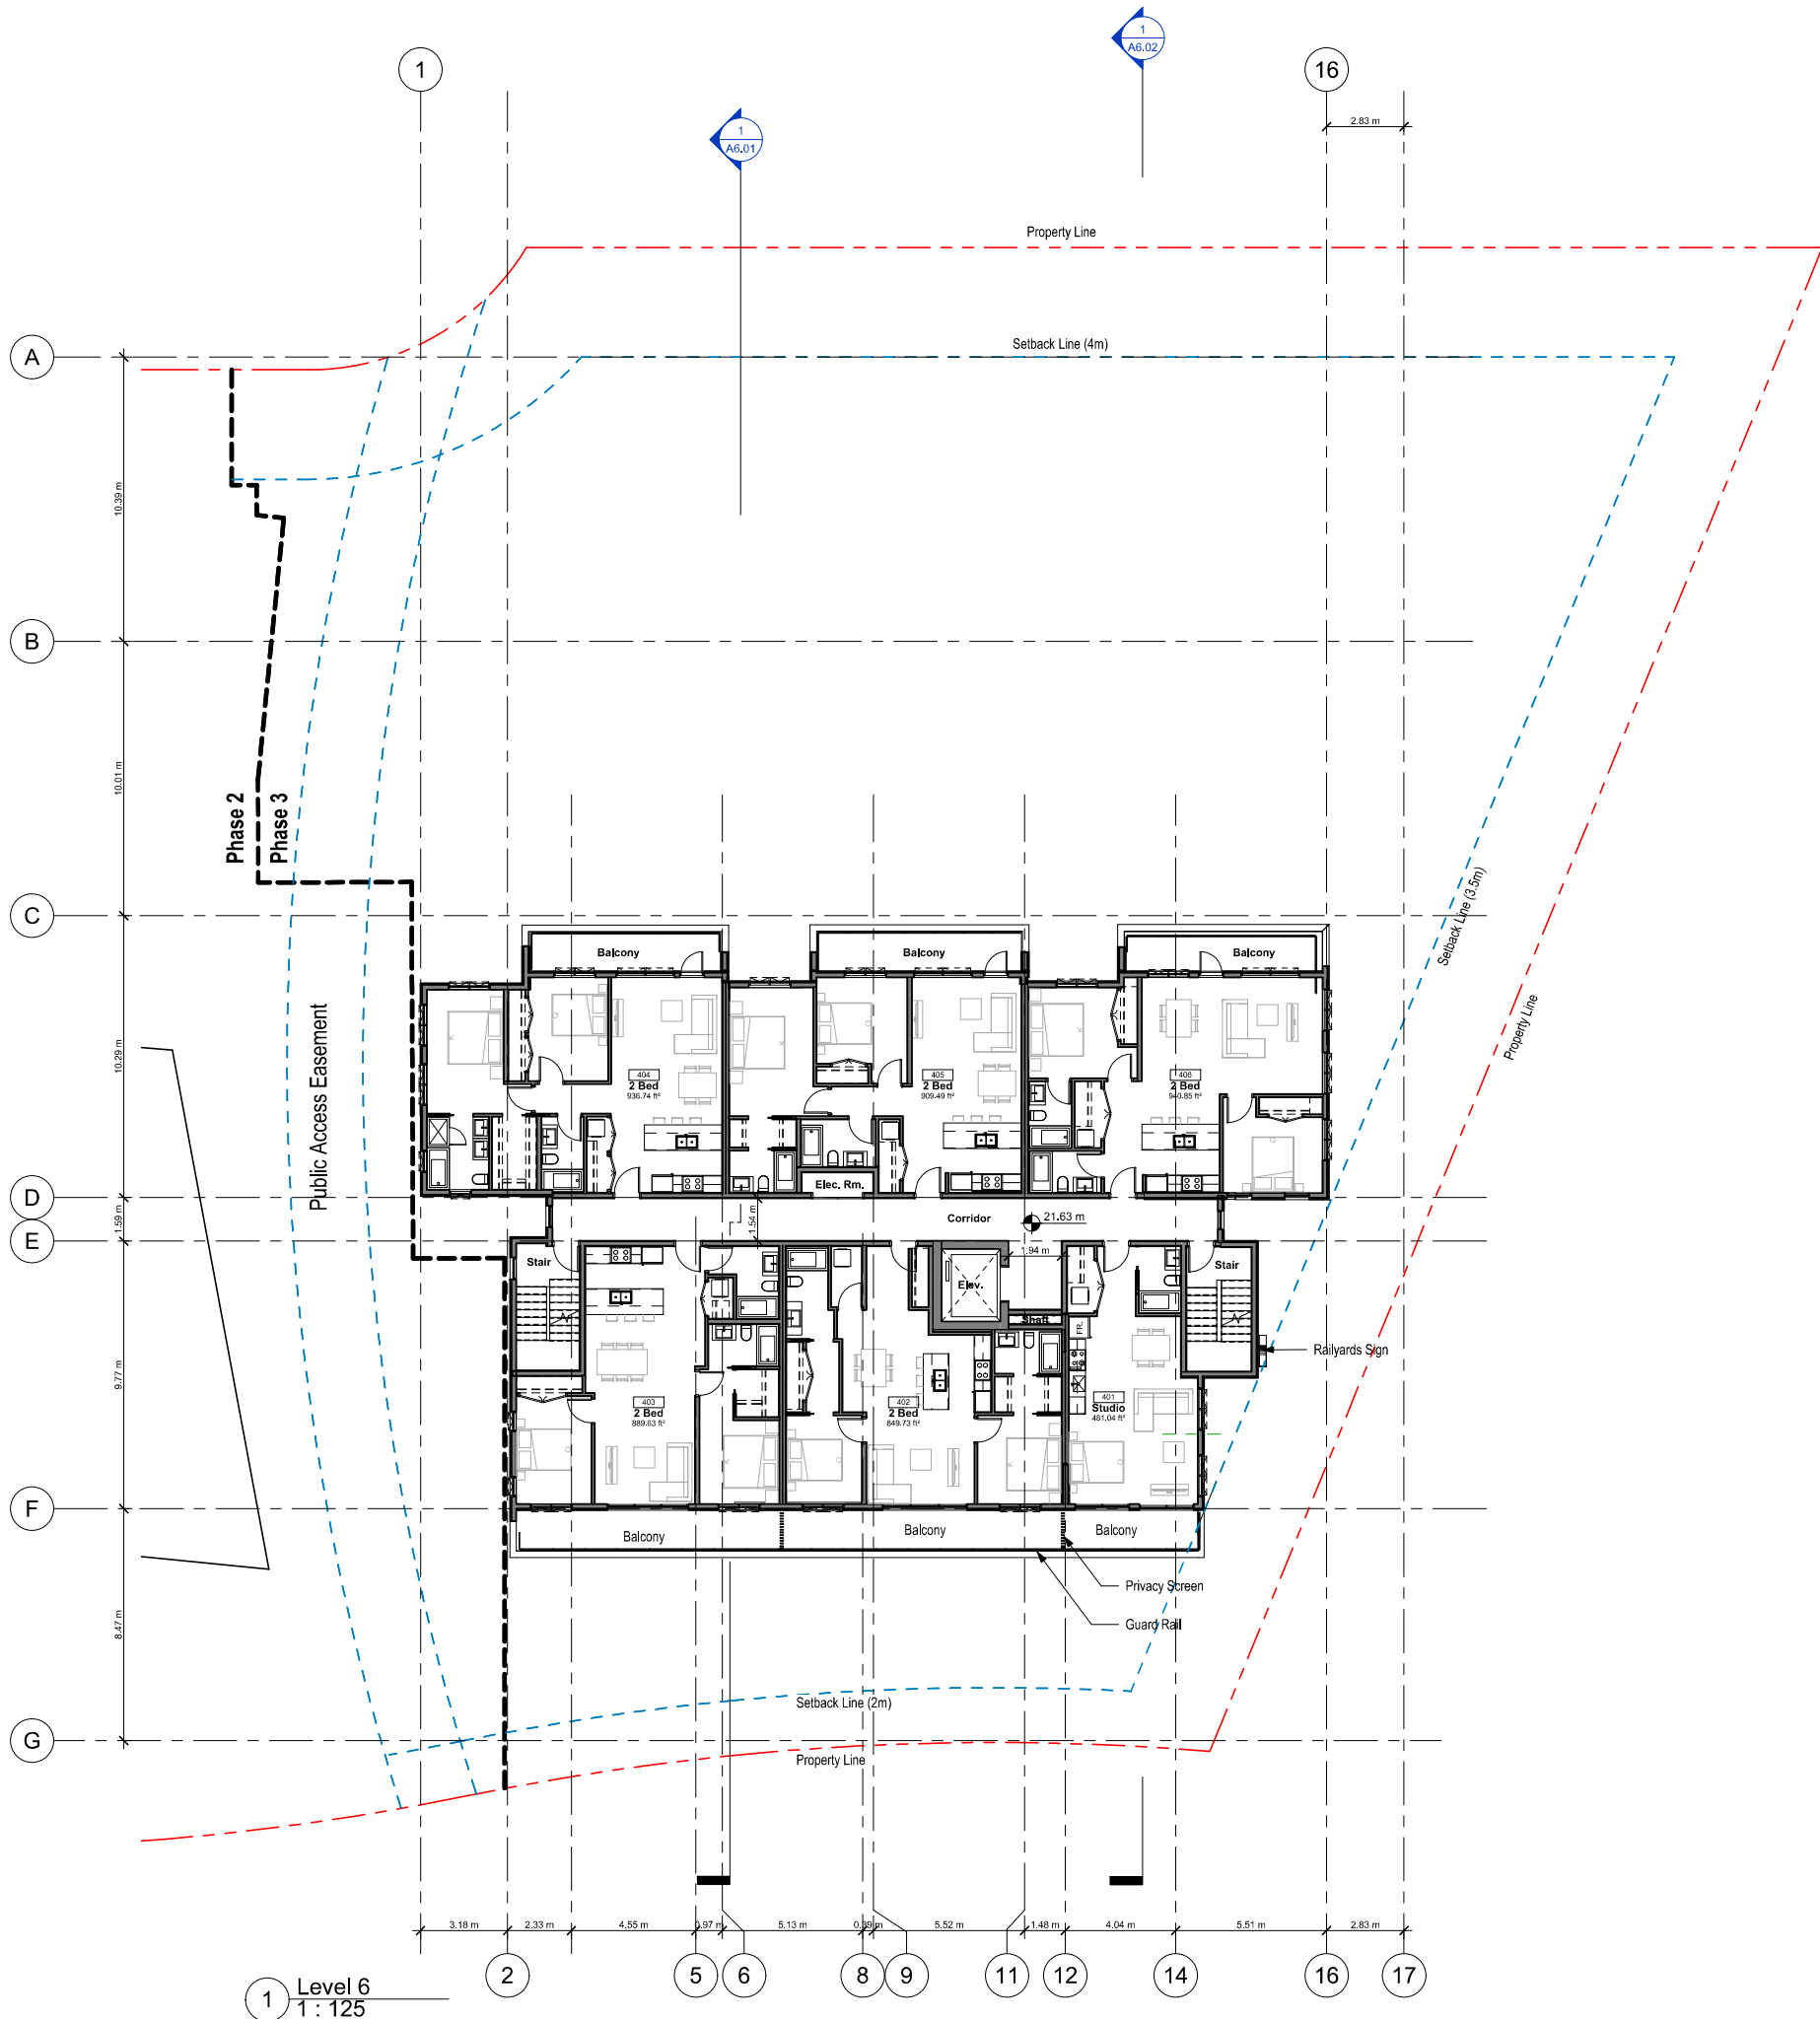 1
A6.02
1
16
2.83 m
1
A6.01
Property Line
A
Setback Line (4m)
10.39 m
B
10.01 m
Phase 2
Phase 3
Setback Line (3.5m)
C
Balcony
Balcony
Balcony
Property Line
Public Access Easement
10.29 m
404
2 Bed
936.74 ft²
405
2 Bed
909.49 ft²
406
2 Bed
940.85 ft²
Elec. Rm.
D
1.59 m
1.54 m
Corridor
21.63 m
E
Stair
Elev.
1.94 m
Stair
Shaft
FR.
Railyards Sign
9.77 m
403
2 Bed
889.63 ft²
402
2 Bed
849.73 ft²
401
Studio
481.04 ft²
F
Balcony
Balcony
Balcony
Privacy Screen
Guard Rail
8.47 m
Setback Line (2m)
G
Property Line
3.18 m
2.33 m
4.55 m
0.97 m
5.13 m
0.39 m
5.52 m
1.48 m
4.04 m
5.51 m
2.83 m
2
5
6
8
9
11
12
14
16
17
1
Level 6
1 : 125